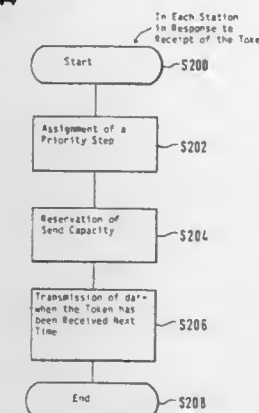 In Each Station
in Response to
Receipt of the Token
Start
S200
Assignment of a
Priority Step
S202
Reservation of
Send Capacity
S204
Transmission of data
when the Token has
been Received Next
Time
S206
End
S208